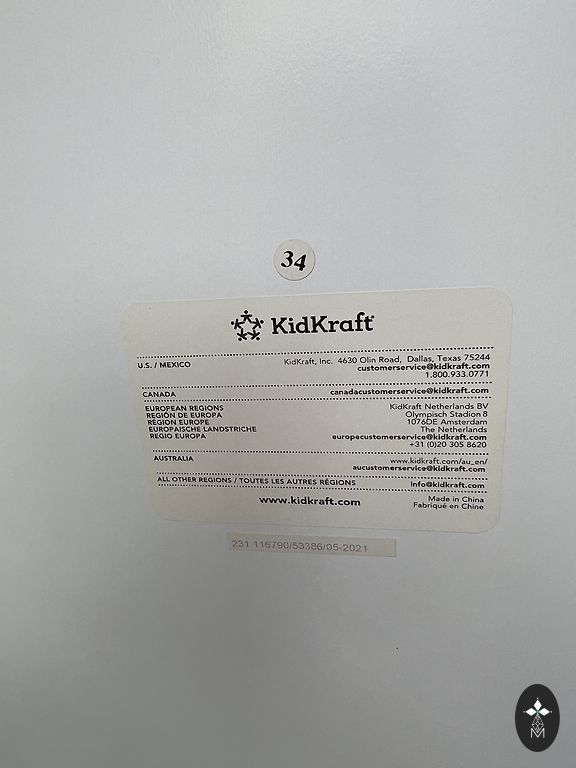 34
KidKraft
U.S. / MEXICO
KidKraft, Inc. 4630 Olin Road, Dallas, Texas 75244
customerservice@kidkraft.com
1.800.933.0771
CANADA
canadacustomerservice@kidkraft.com
EUROPEAN REGIONS
REGIÓN DE EUROPA
RÉGION EUROPE
EUROPAISCHE LANDSTRICHE
REGIO EUROPA
KidKraft Netherlands BV
Olympisch Stadion 8
1076DE Amsterdam
The Netherlands
europecustomerservice@kidkraft.com
+31 (0)20 305 8620
AUSTRALIA
www.kidkraft.com/au_en/
aucustomerservice@kidkraft.com
ALL OTHER REGIONS / TOUTES LES AUTRES RÉGIONS
info@kidkraft.com
www.kidkraft.com
Made in China
Fabriqué en Chine
231 116790/53386/05-2021
M